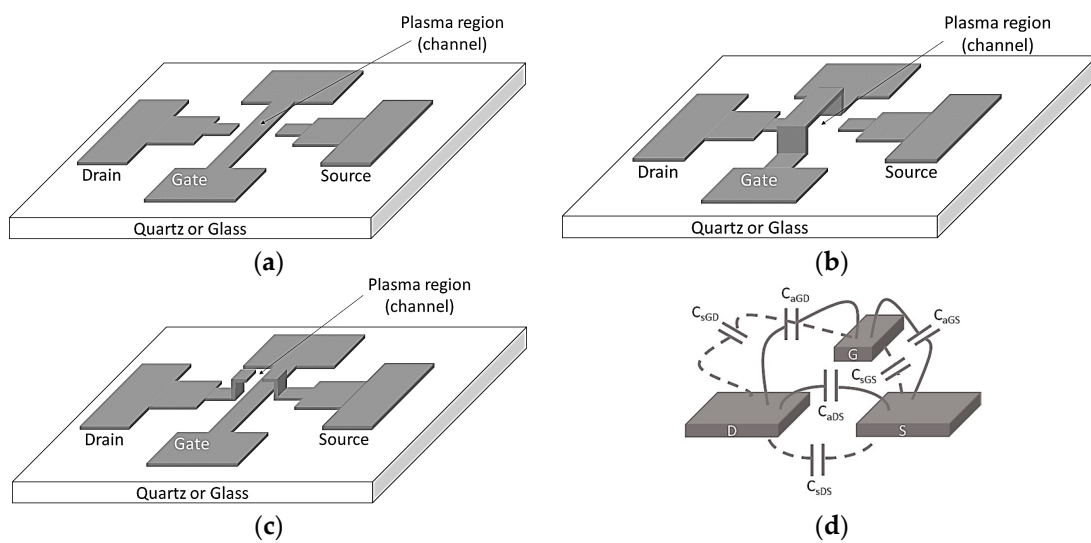 Plasma region
(channel)
Drain
Gate
Source
Quartz or Glass
(a)
Plasma region
(channel)
Drain
Gate
Source
Quartz or Glass
(b)
Plasma region
(channel)
Drain
Gate
Source
Quartz or Glass
(c)
CaGD
CsGD
CaGS
G
CsGS
CaDS
D
S
CsDS
(d)